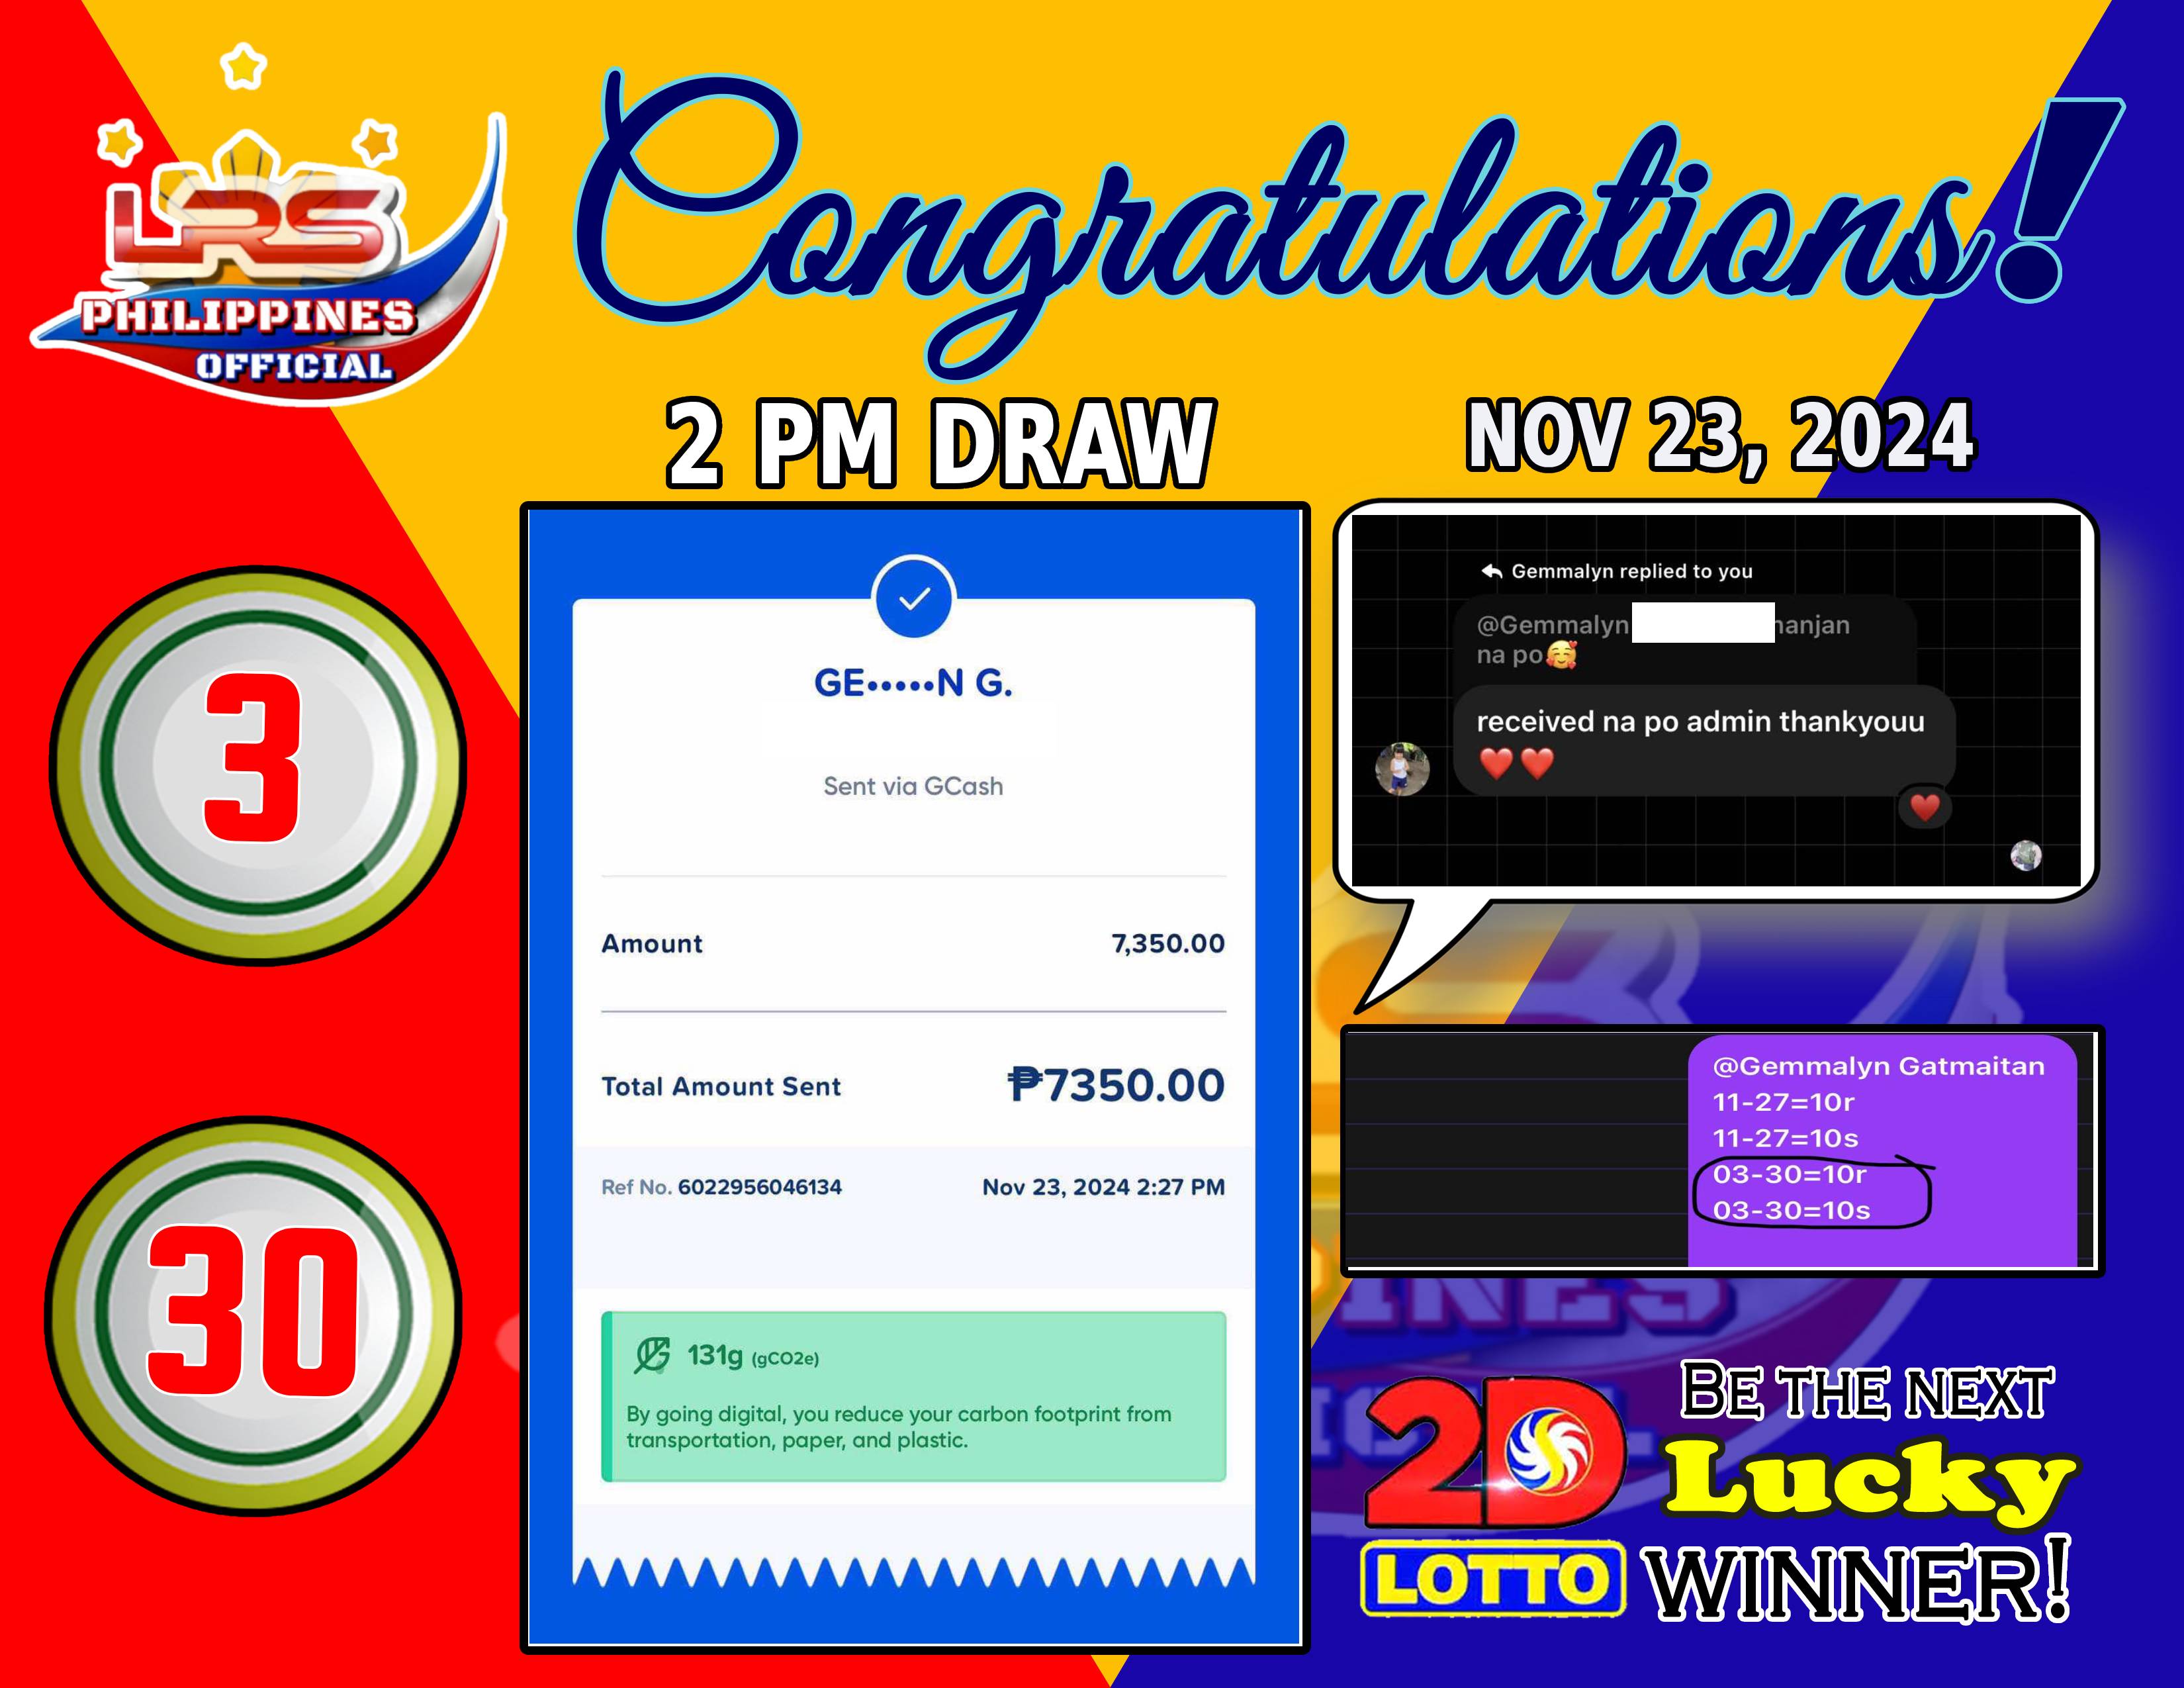 LRS
PHILIPPINES
OFFICIAL
Congratulations!
2 PM DRAW
NOV 23, 2024
3
30
GE•••••N G.
Sent via GCash
Amount 7,350.00
Total Amount Sent ₱7350.00
Ref No. 6022956046134 Nov 23, 2024 2:27 PM
131g (gCO2e)
By going digital, you reduce your carbon footprint from
transportation, paper, and plastic.
Gemmalyn replied to you
@Gemmalyn anjan
na po🥰
received na po admin thankyouu
❤️❤️
❤️
@Gemmalyn Gatmaitan
11-27=10r
11-27=10s
03-30=10r
03-30=10s
2D
LOTTO
BE THE NEXT
Lucky
WINNER!